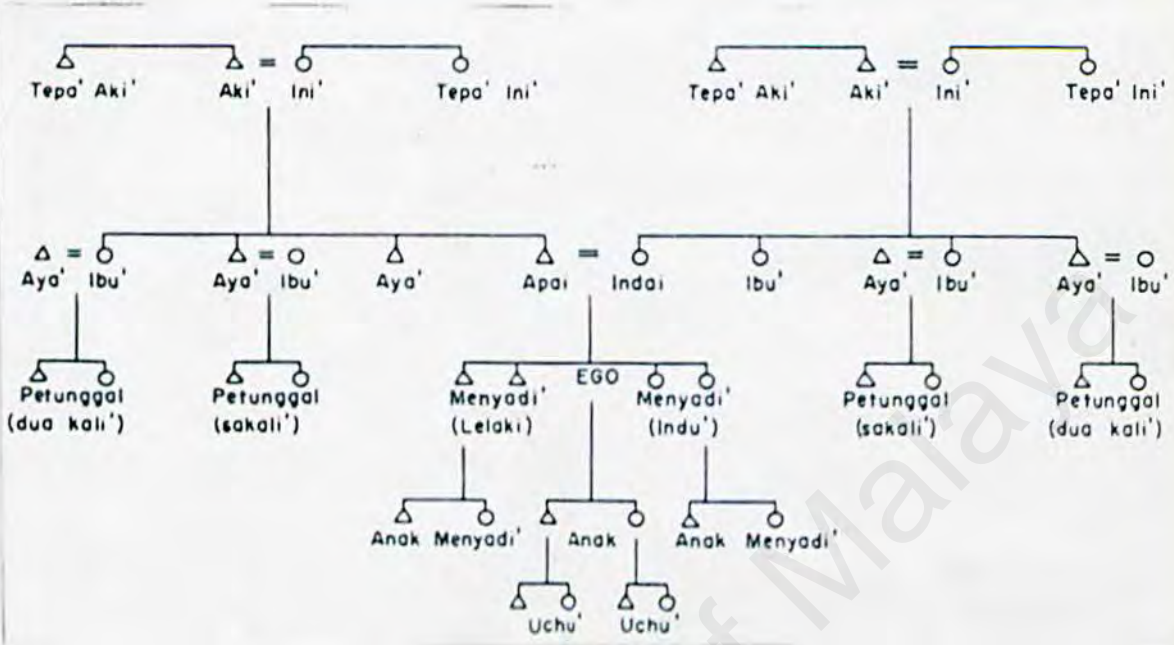 Tepa' Aki' Aki' Ini' Tepa' Ini' Tepa' Aki' Aki' Ini' Tepa' Ini'
Aya' Ibu' Aya' Ibu' Aya' Apai Indai Ibu' Aya' Ibu' Aya' Ibu'
EGO
Petunggal Petunggal Menyadi' Menyadi' Petunggal Petunggal
(dua kali') (sakali') (Lelaki) (Indu') (sakali') (dua kali')
Anak Menyadi' Anak Anak Menyadi'
Uchu' Uchu'
of Malaya